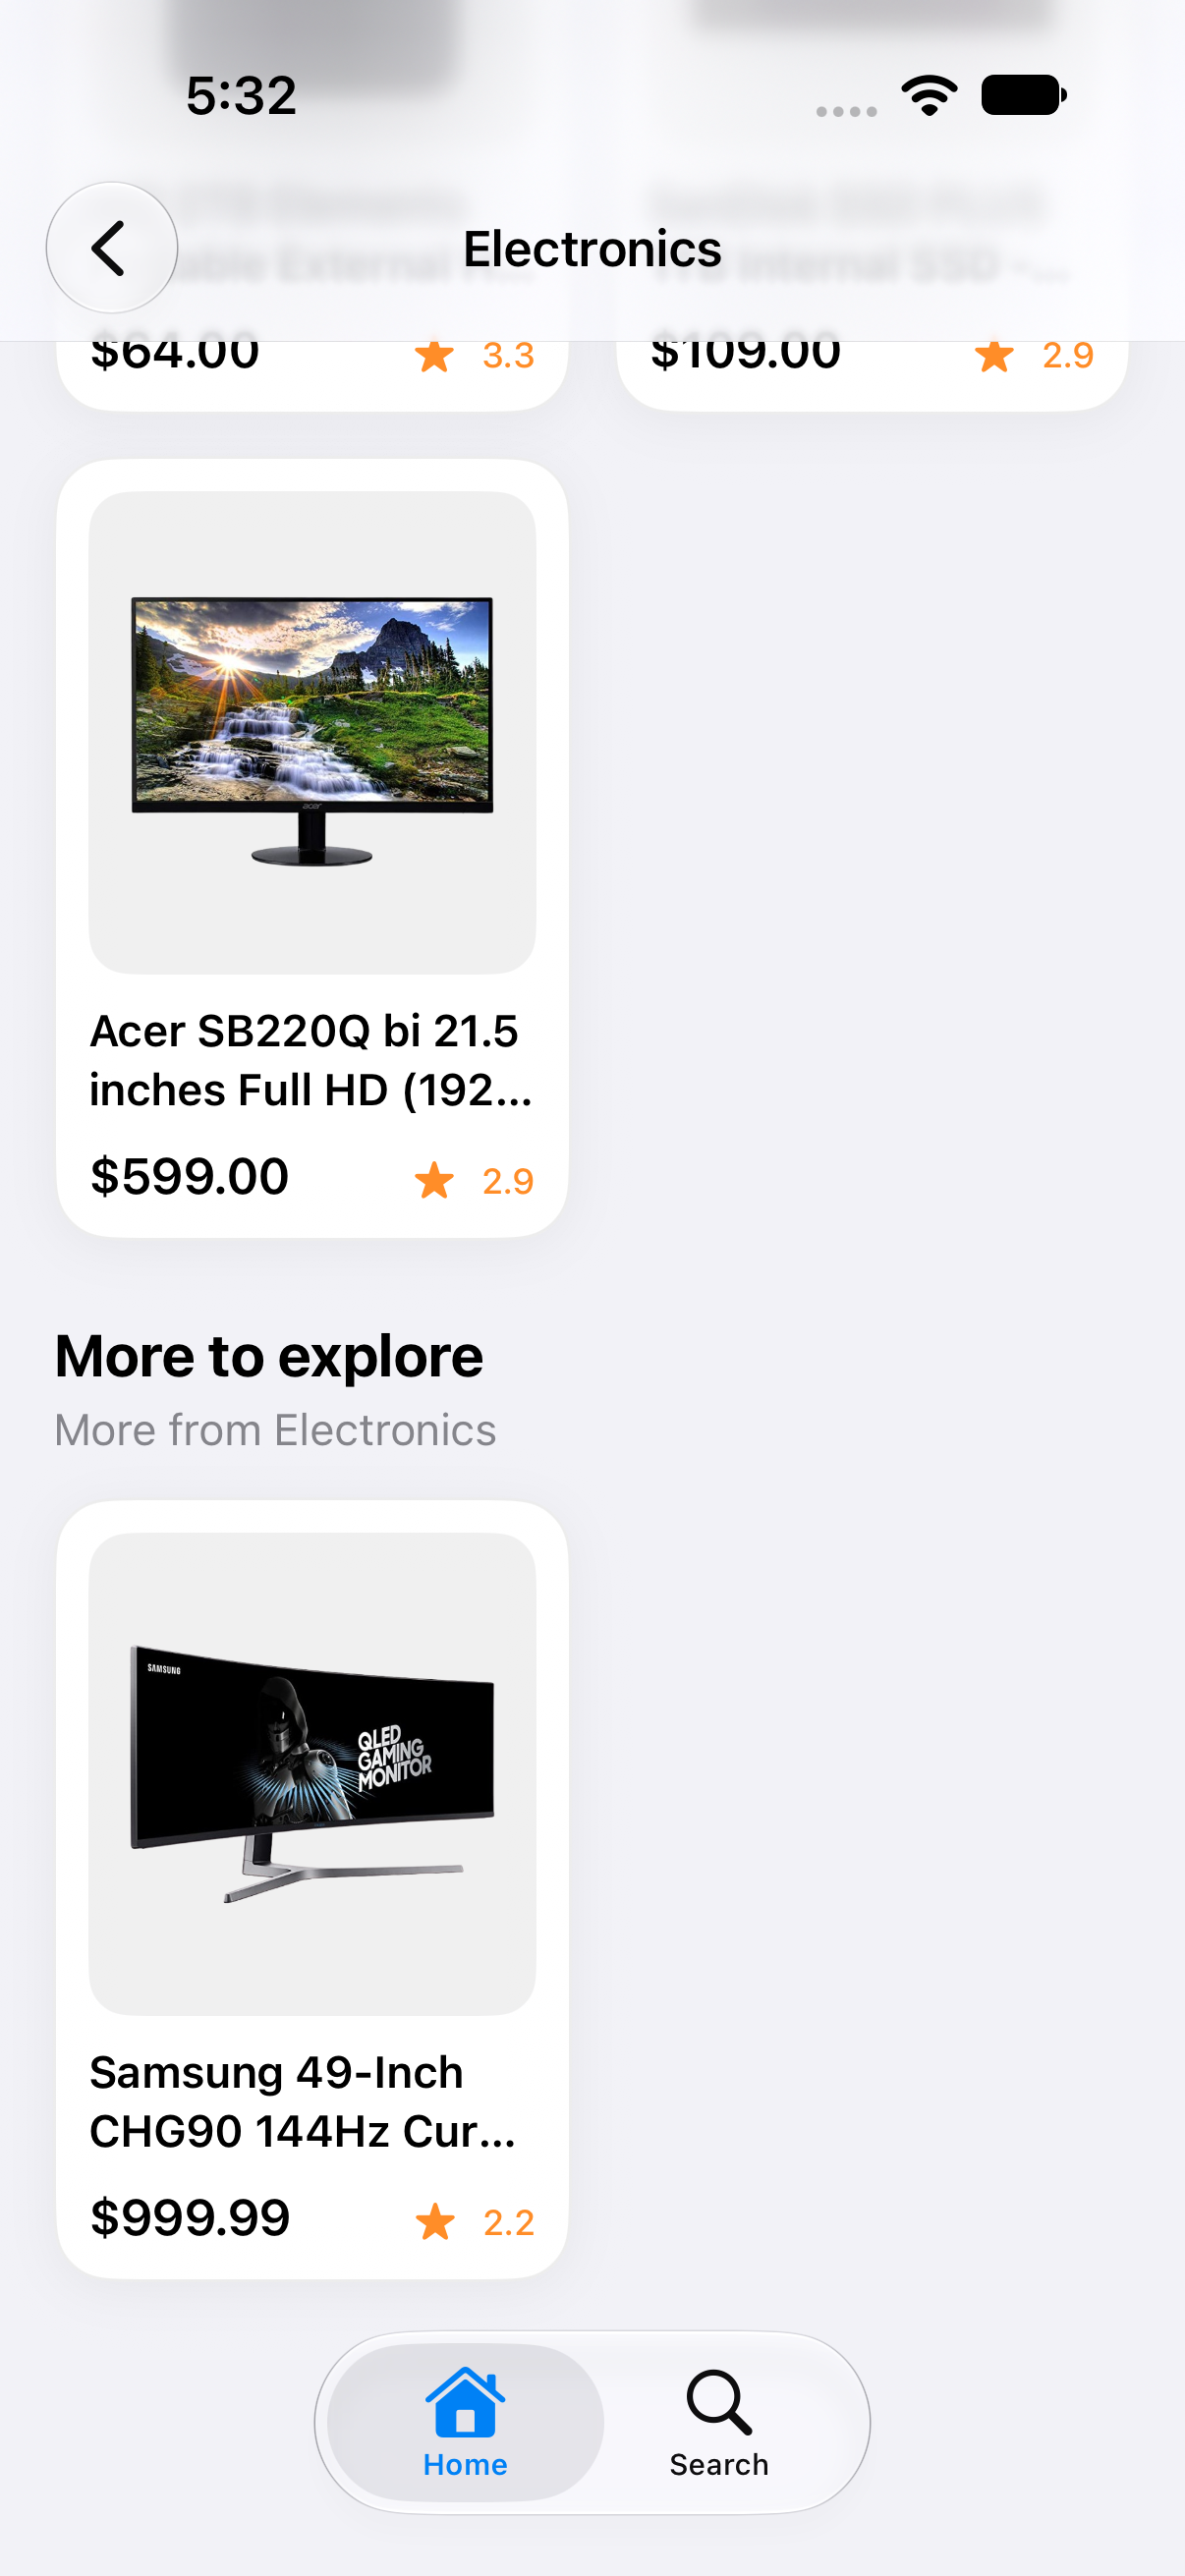 5:32
Electronics
$64.00 3.3
$109.00 2.9
acer
Acer SB220Q bi 21.5
inches Full HD (192...
$599.00 2.9
More to explore
More from Electronics
SAMSUNG
QLED
GAMING
MONITOR
Samsung 49-Inch
CHG90 144Hz Cur...
$999.99 2.2
Home
Search